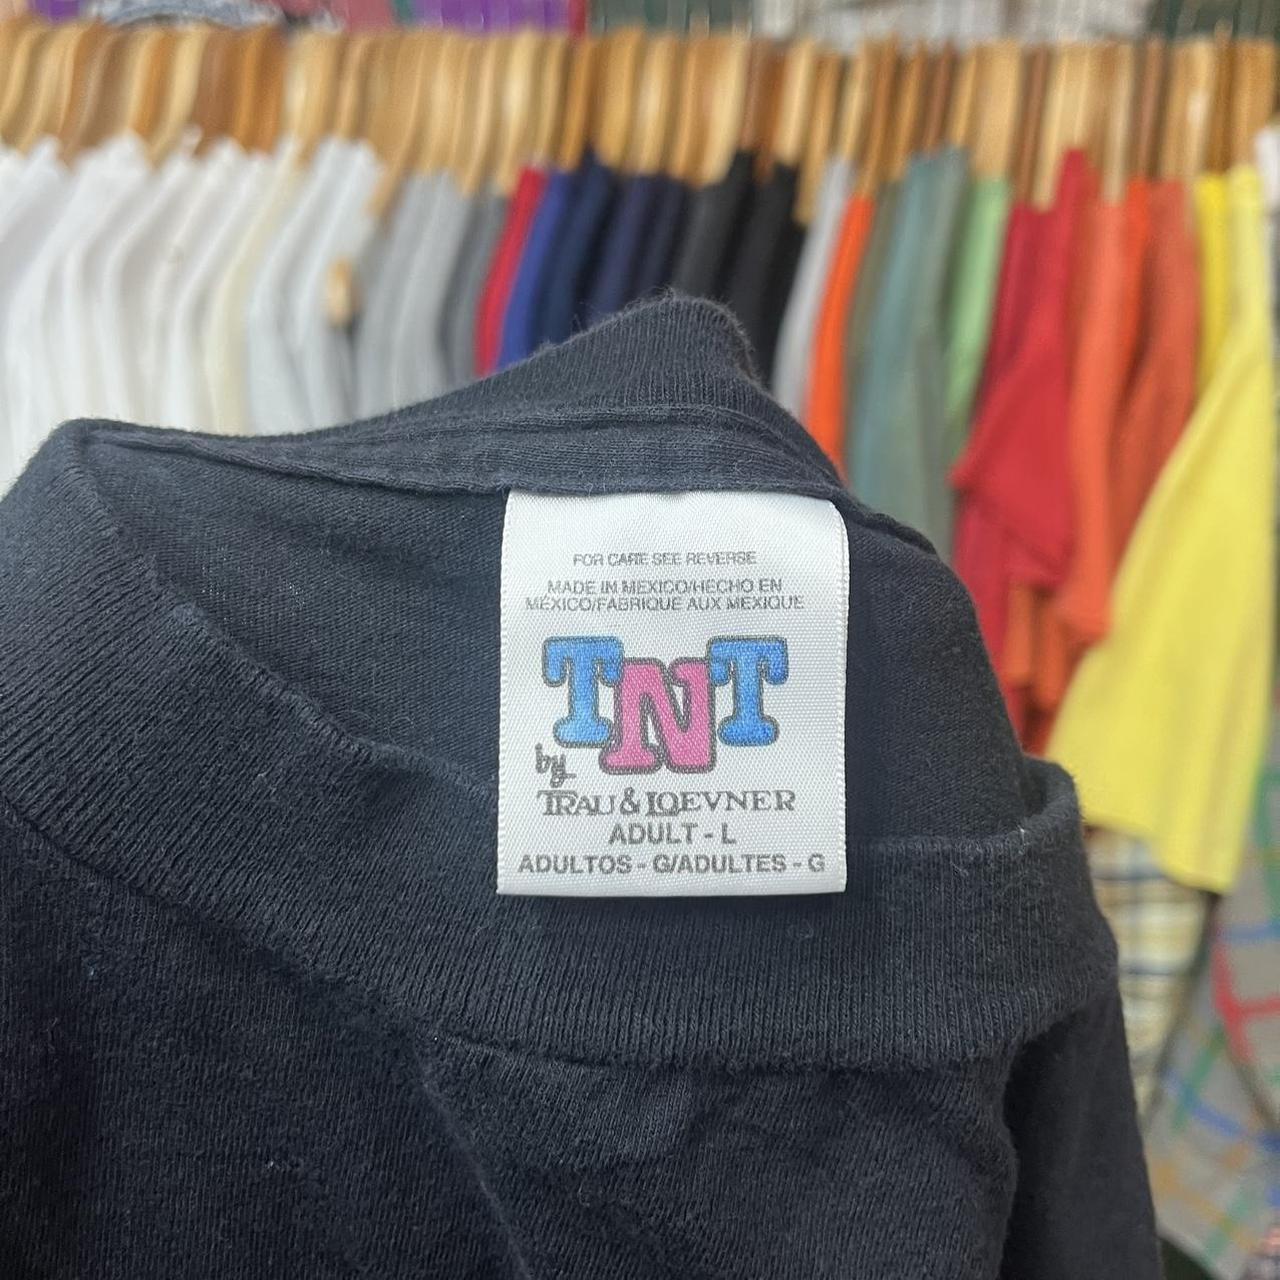 FOR CARE SEE REVERSE
MADE IN MEXICO/HECHO EN
MÉXICO/FABRIQUE AUX MEXIQUE
TNT
by
TRAU & LOEVNER
ADULT - L
ADULTOS - G/ADULTES - G